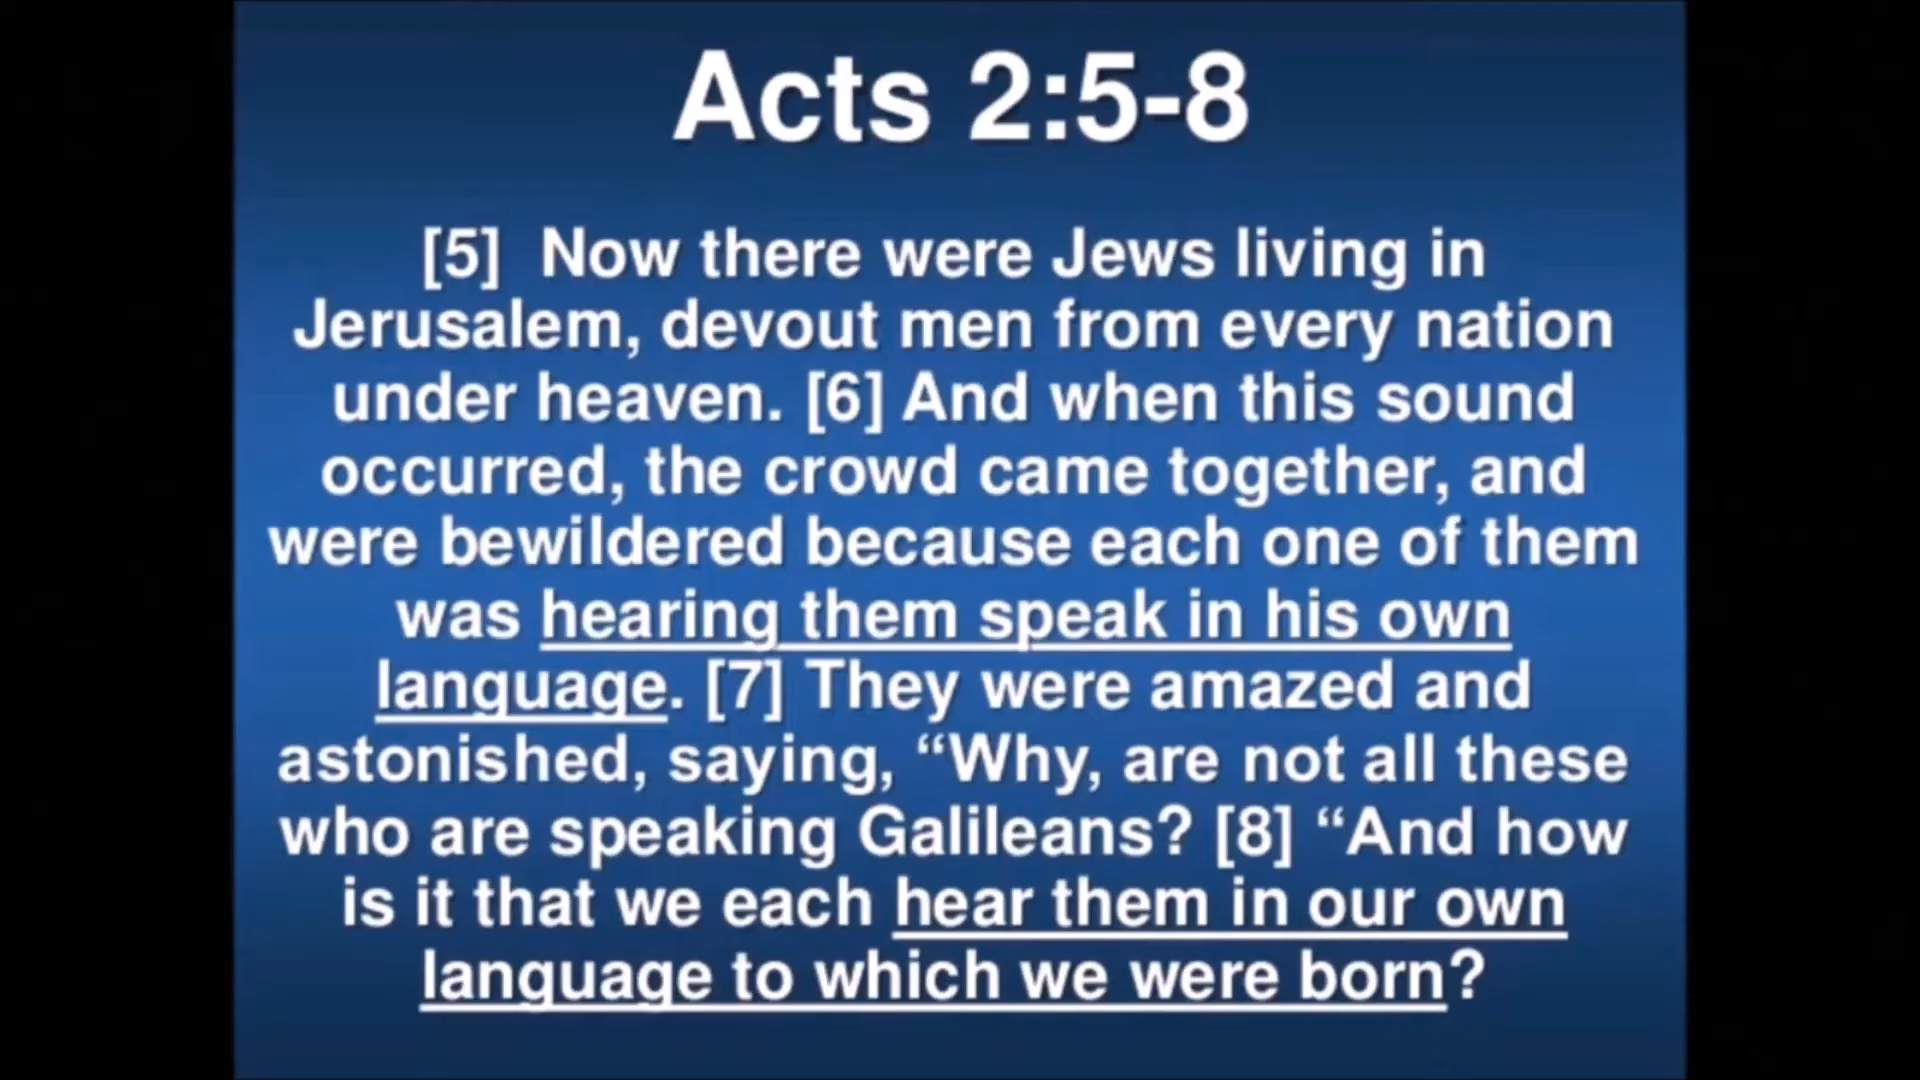 Acts 2:5-8
[5]  Now there were Jews living in
Jerusalem, devout men from every nation
under heaven. [6] And when this sound
occurred, the crowd came together, and
were bewildered because each one of them
was hearing them speak in his own
language. [7] They were amazed and
astonished, saying, “Why, are not all these
who are speaking Galileans? [8] “And how
is it that we each hear them in our own
language to which we were born?